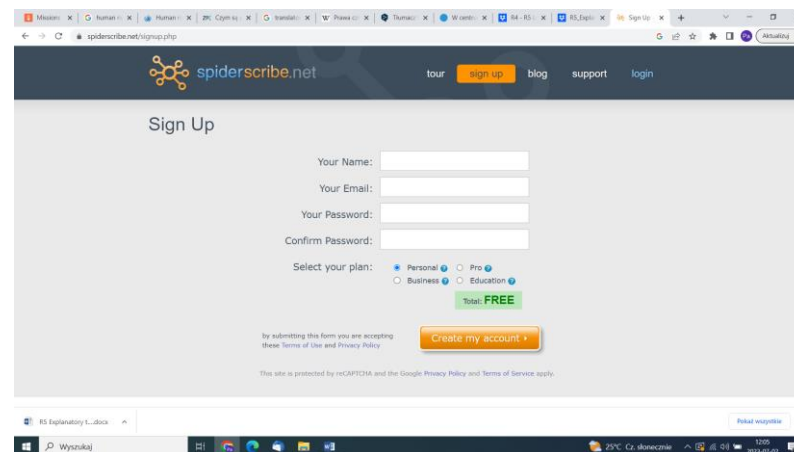 Missions
G human r
Human
Czym są
G translato
W Prawa cz
Tłumacz
W centr
R4 - R5
R5_Expla
Sign Up
spiderscribe.net/signup.php
Aktualizuj
spiderscribe.net
tour
sign up
blog
support
login
Sign Up
Your Name:
Your Email:
Your Password:
Confirm Password:
Select your plan:
Personal ?
Pro ?
Business ?
Education ?
Total: FREE
by submitting this form you are accepting
these Terms of Use and Privacy Policy
Create my account
This site is protected by reCAPTCHA and the Google Privacy Policy and Terms of Service apply.
R5 Explanatory t....docx
Pokaż wszystkie
Wyszukaj
25°C Cz. słonecznie
12:05